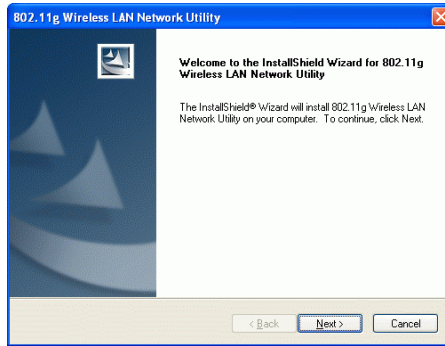 802.11g Wireless LAN Network Utility
Welcome to the InstallShield Wizard for 802.11g
Wireless LAN Network Utility
The InstallShield® Wizard will install 802.11g Wireless LAN
Network Utility on your computer. To continue, click Next.
< Back
Next >
Cancel